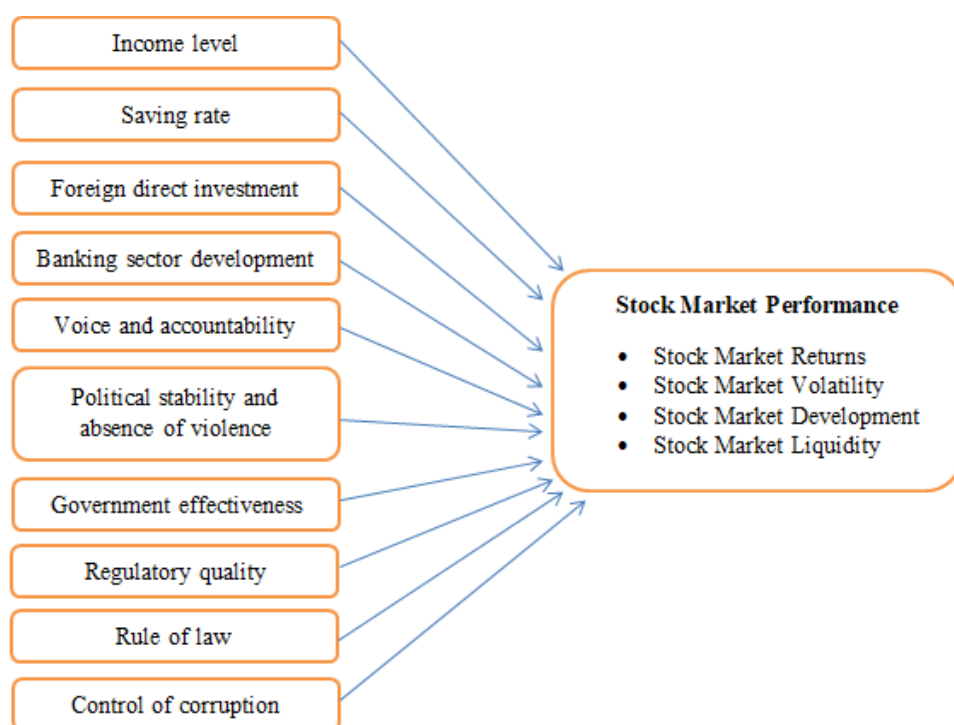 Income level
Saving rate
Foreign direct investment
Banking sector development
Voice and accountability
Political stability and
absence of violence
Government effectiveness
Regulatory quality
Rule of law
Control of corruption
Stock Market Performance
• Stock Market Returns
• Stock Market Volatility
• Stock Market Development
• Stock Market Liquidity